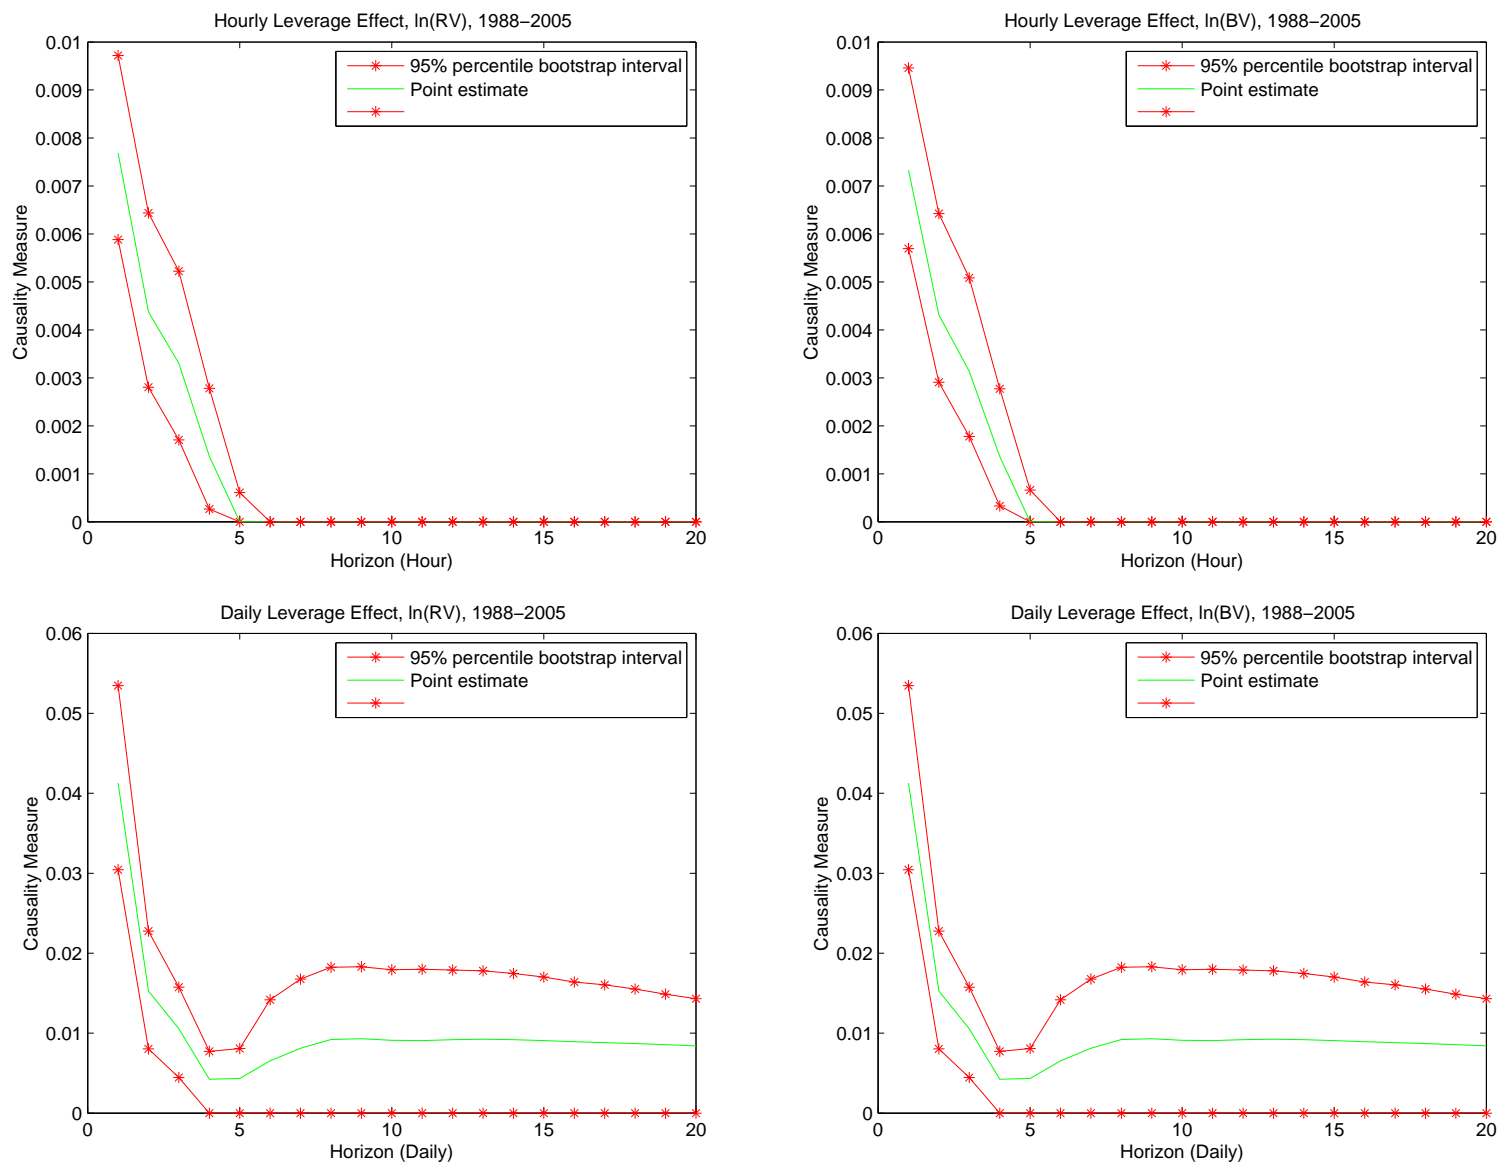 Hourly Leverage Effect, ln(RV), 1988−2005
0.01
0.009
0.008
0.007
0.006
0.005
0.004
0.003
0.002
0.001
0
Causality Measure
95% percentile bootstrap interval
Point estimate
0 5 10 15 20
Horizon (Hour)
Hourly Leverage Effect, ln(BV), 1988−2005
0.01
0.009
0.008
0.007
0.006
0.005
0.004
0.003
0.002
0.001
0
Causality Measure
95% percentile bootstrap interval
Point estimate
0 5 10 15 20
Horizon (Hour)
Daily Leverage Effect, ln(RV), 1988−2005
0.06
0.05
0.04
0.03
0.02
0.01
0
Causality Measure
95% percentile bootstrap interval
Point estimate
0 5 10 15 20
Horizon (Daily)
Daily Leverage Effect, ln(BV), 1988−2005
0.06
0.05
0.04
0.03
0.02
0.01
0
Causality Measure
95% percentile bootstrap interval
Point estimate
0 5 10 15 20
Horizon (Daily)